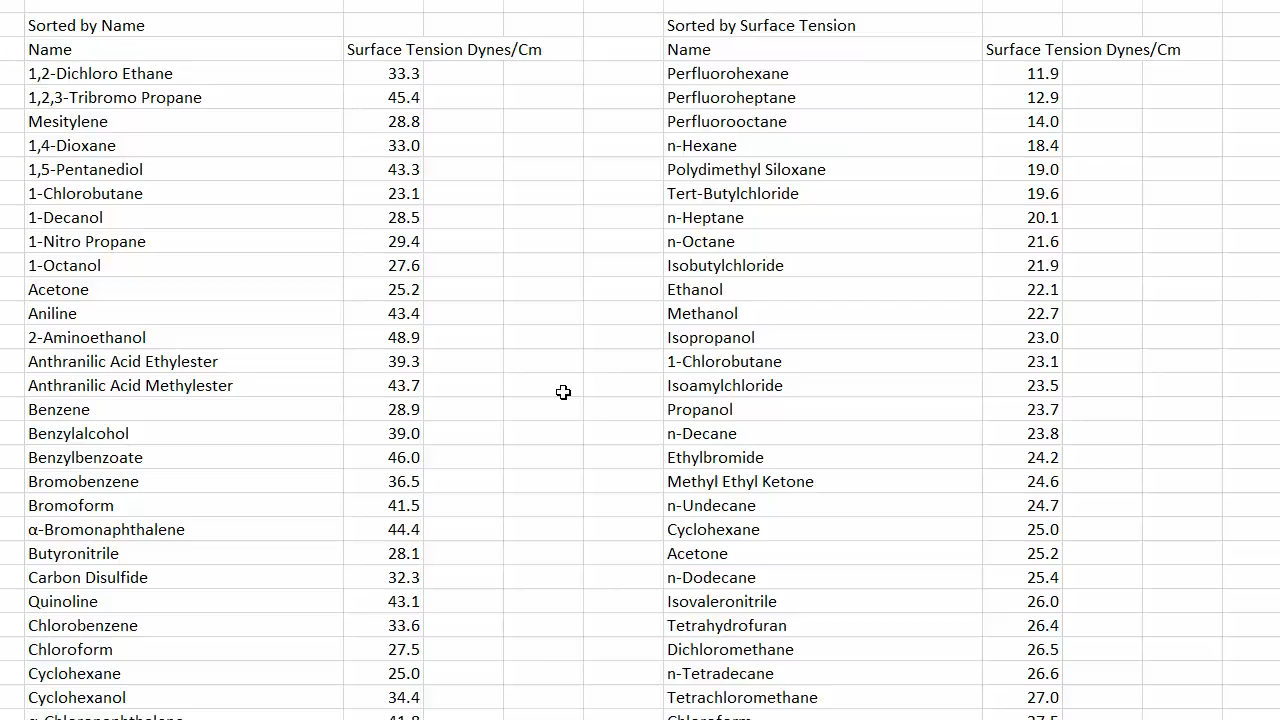 Sorted by Name Sorted by Surface Tension
Name Surface Tension Dynes/Cm Name Surface Tension Dynes/Cm
1,2-Dichloro Ethane 33.3 Perfluorohexane 11.9
1,2,3-Tribromo Propane 45.4 Perfluoroheptane 12.9
Mesitylene 28.8 Perfluorooctane 14.0
1,4-Dioxane 33.0 n-Hexane 18.4
1,5-Pentanediol 43.3 Polydimethyl Siloxane 19.0
1-Chlorobutane 23.1 Tert-Butylchloride 19.6
1-Decanol 28.5 n-Heptane 20.1
1-Nitro Propane 29.4 n-Octane 21.6
1-Octanol 27.6 Isobutylchloride 21.9
Acetone 25.2 Ethanol 22.1
Aniline 43.4 Methanol 22.7
2-Aminoethanol 48.9 Isopropanol 23.0
Anthranilic Acid Ethylester 39.3 1-Chlorobutane 23.1
Anthranilic Acid Methylester 43.7 Isoamylchloride 23.5
Benzene 28.9 Propanol 23.7
Benzylalcohol 39.0 n-Decane 23.8
Benzylbenzoate 46.0 Ethylbromide 24.2
Bromobenzene 36.5 Methyl Ethyl Ketone 24.6
Bromoform 41.5 n-Undecane 24.7
α-Bromonaphthalene 44.4 Cyclohexane 25.0
Butyronitrile 28.1 Acetone 25.2
Carbon Disulfide 32.3 n-Dodecane 25.4
Quinoline 43.1 Isovaleronitrile 26.0
Chlorobenzene 33.6 Tetrahydrofuran 26.4
Chloroform 27.5 Dichloromethane 26.5
Cyclohexane 25.0 n-Tetradecane 26.6
Cyclohexanol 34.4 Tetrachloromethane 27.0